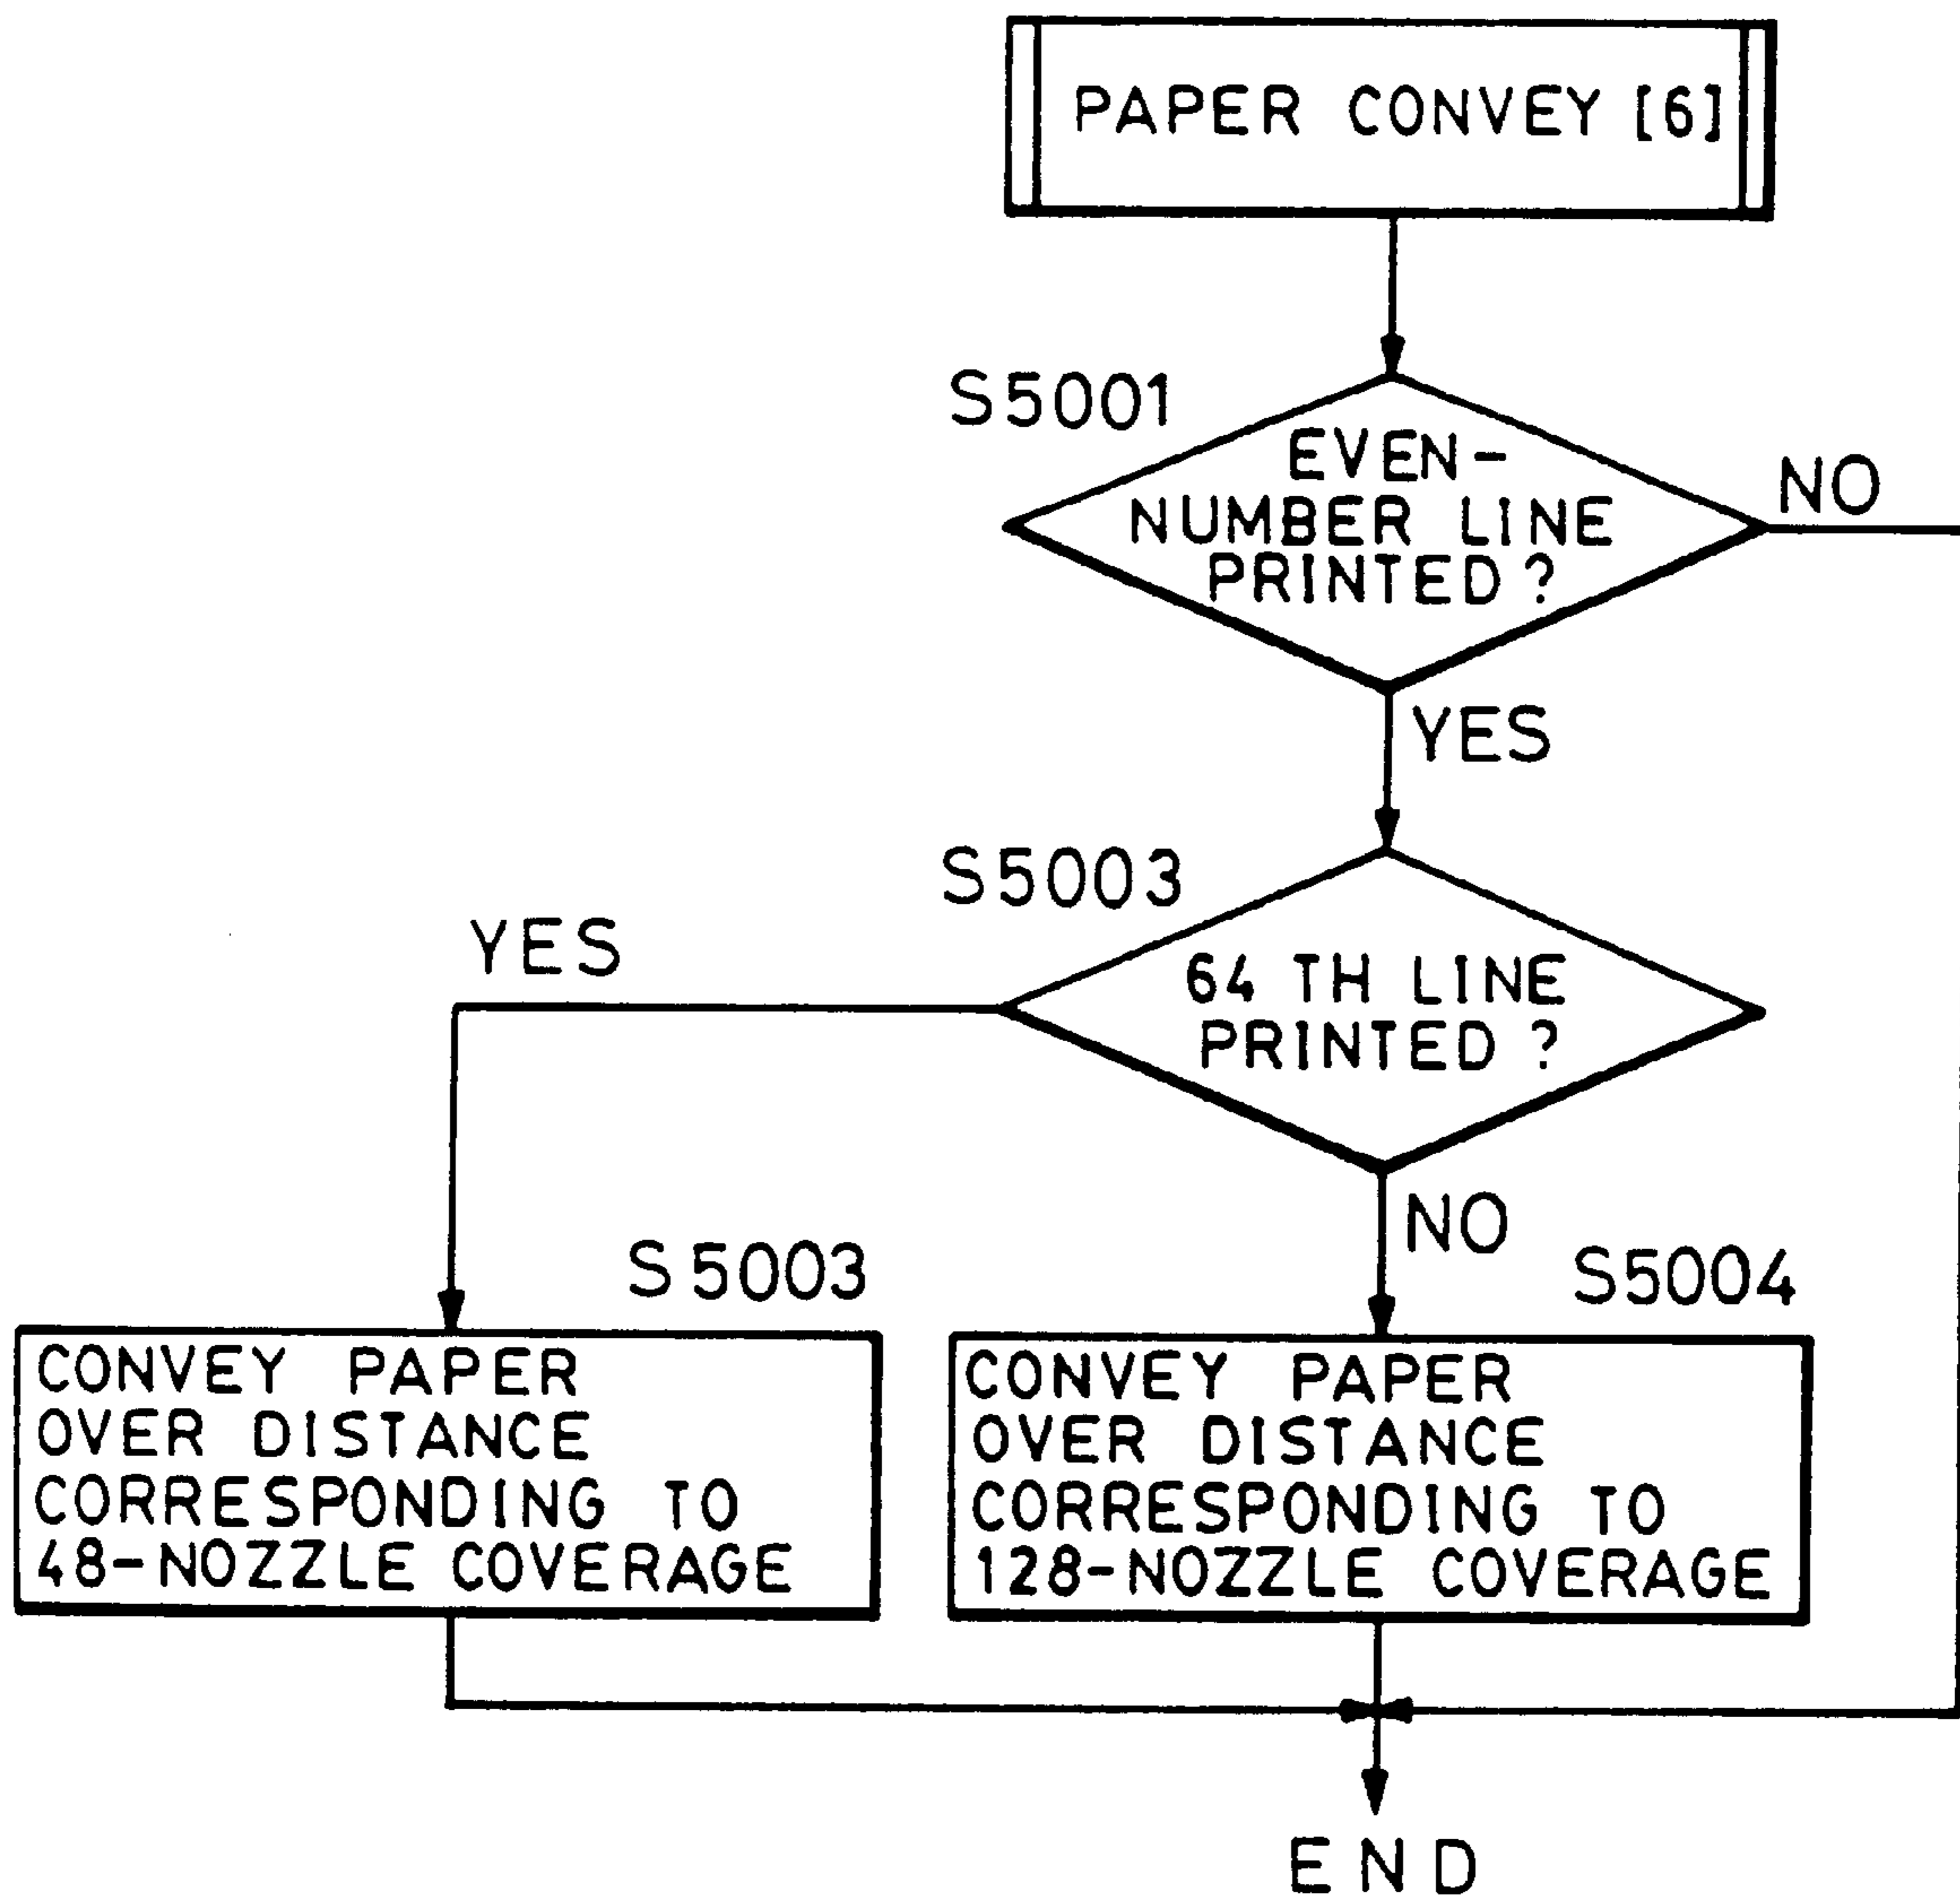 PAPER CONVEY [6]
S5001
EVEN-
NUMBER LINE
PRINTED ?
NO
YES
S5003
YES
64 TH LINE
PRINTED ?
NO
S5003
S5004
CONVEY PAPER
OVER DISTANCE
CORRESPONDING TO
48-NOZZLE COVERAGE
CONVEY PAPER
OVER DISTANCE
CORRESPONDING TO
128-NOZZLE COVERAGE
END